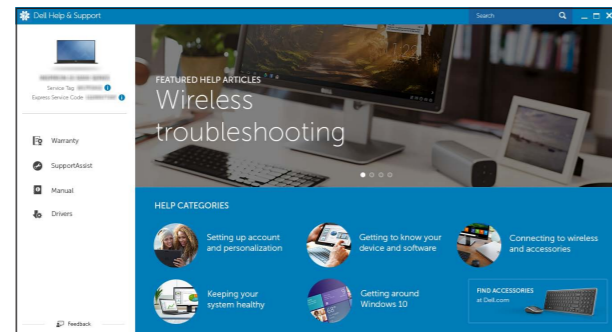 Dell Help & Support
Search
Service Tag:
Express Service Code:
Warranty
SupportAssist
Manual
Drivers
Feedback
FEATURED HELP ARTICLES
Wireless
troubleshooting
HELP CATEGORIES
Setting up account
and personalization
Getting to know your
device and software
Connecting to wireless
and accessories
Keeping your
system healthy
Getting around
Windows 10
FIND ACCESSORIES
at Dell.com